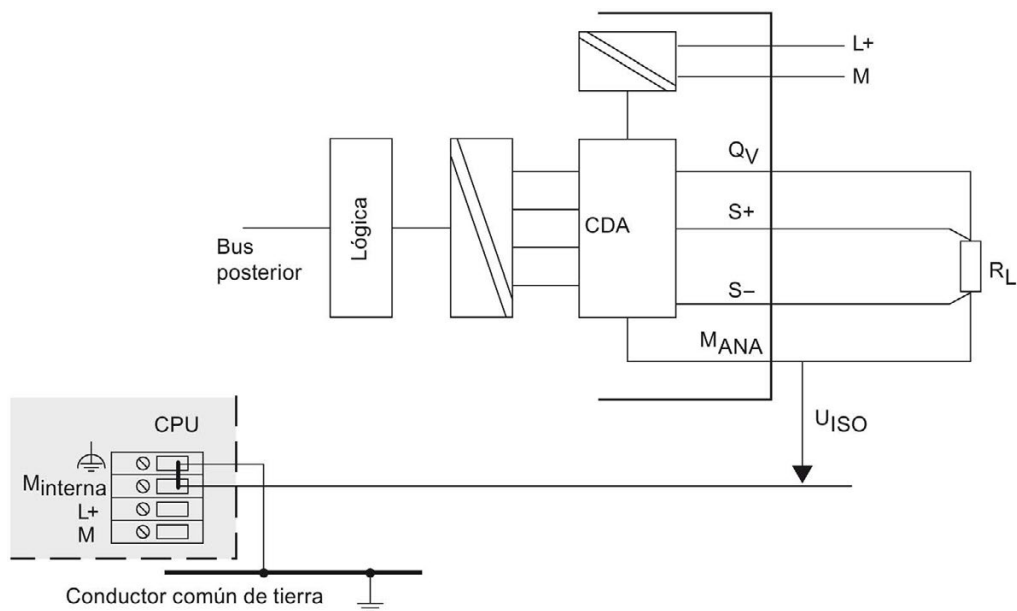 L+
M
QV
S+
S–
MANA
CDA
Lógica
Bus
posterior
RL
UISO
CPU
Minterna
L+
M
Conductor común de tierra